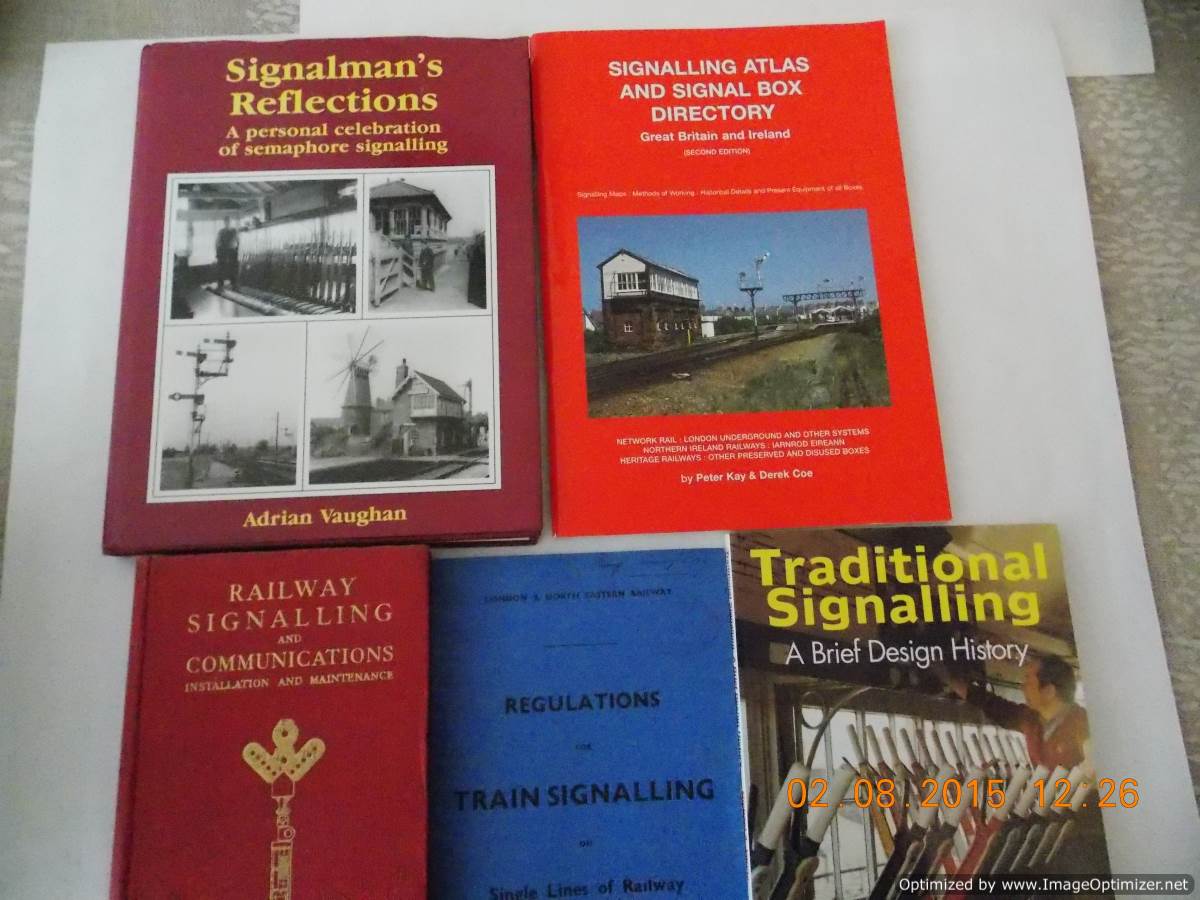 Signalman's
Reflections
A personal celebration
of semaphore signalling
Adrian Vaughan
SIGNALLING ATLAS
AND SIGNAL BOX
DIRECTORY
Great Britain and Ireland
(SECOND EDITION)
Signalling Maps : Methods of Working : Historical Details and Present Equipment of all Boxes
NETWORK RAIL : LONDON UNDERGROUND AND OTHER SYSTEMS
NORTHERN IRELAND RAILWAYS : IARNROD EIREANN
HERITAGE RAILWAYS : OTHER PRESERVED AND DISUSED BOXES
by Peter Kay & Derek Coe
RAILWAY
SIGNALLING
AND
COMMUNICATIONS
INSTALLATION AND MAINTENANCE
LONDON & NORTH EASTERN RAILWAY
REGULATIONS
FOR
TRAIN SIGNALLING
ON
Single Lines of Railway
Traditional
Signalling
A Brief Design History
02.08.2015 12:26
Optimized by www.ImageOptimizer.net